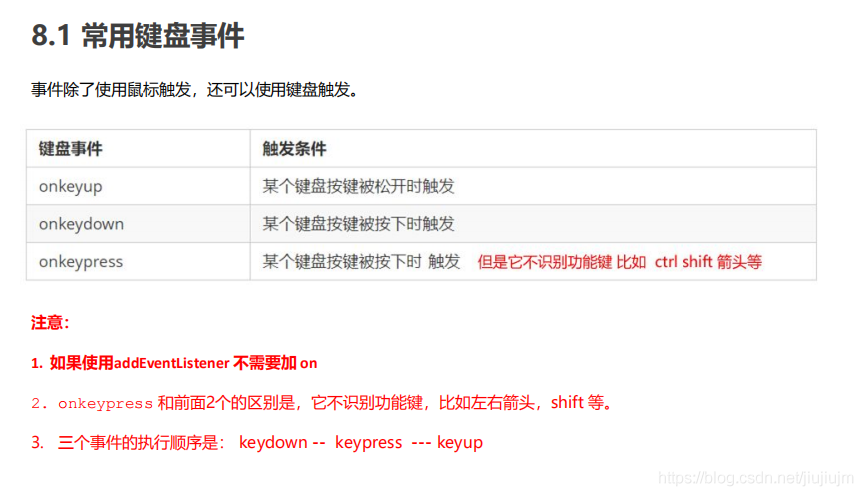 8.1 常用键盘事件
事件除了使用鼠标触发，还可以使用键盘触发。
键盘事件 触发条件
onkeyup 某个键盘按键被松开时触发
onkeydown 某个键盘按键被按下时触发
onkeypress 某个键盘按键被按下时 触发 但是它不识别功能键 比如 ctrl shift 箭头等
注意：
1. 如果使用addEventListener 不需要加 on
2. onkeypress 和前面2个的区别是，它不识别功能键，比如左右箭头，shift 等。
3. 三个事件的执行顺序是： keydown -- keypress --- keyup
https://blog.csdn.net/jiujiujm